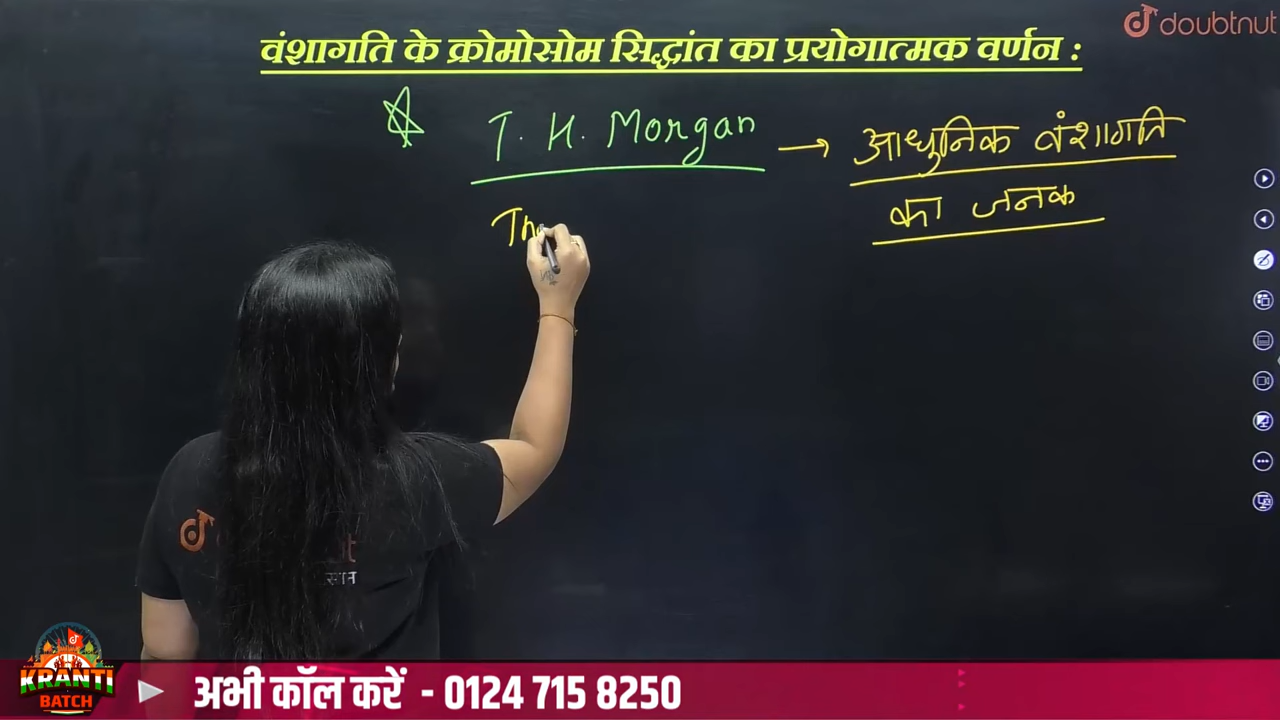 doubtnut
वंशागति के क्रोमोसोम सिद्धांत का प्रयोगात्मक वर्णन :
T. H. Morgan → आधुनिक वंशागति
का जनक
KRANTI
BATCH
अभी कॉल करें - 0124 715 8250